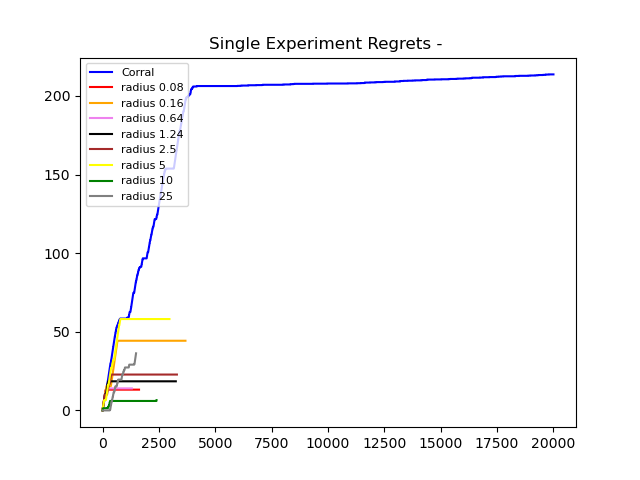 Single Experiment Regrets -
Corral
radius 0.08
radius 0.16
radius 0.64
radius 1.24
radius 2.5
radius 5
radius 10
radius 25
200
150
100
50
0
0 2500 5000 7500 10000 12500 15000 17500 20000